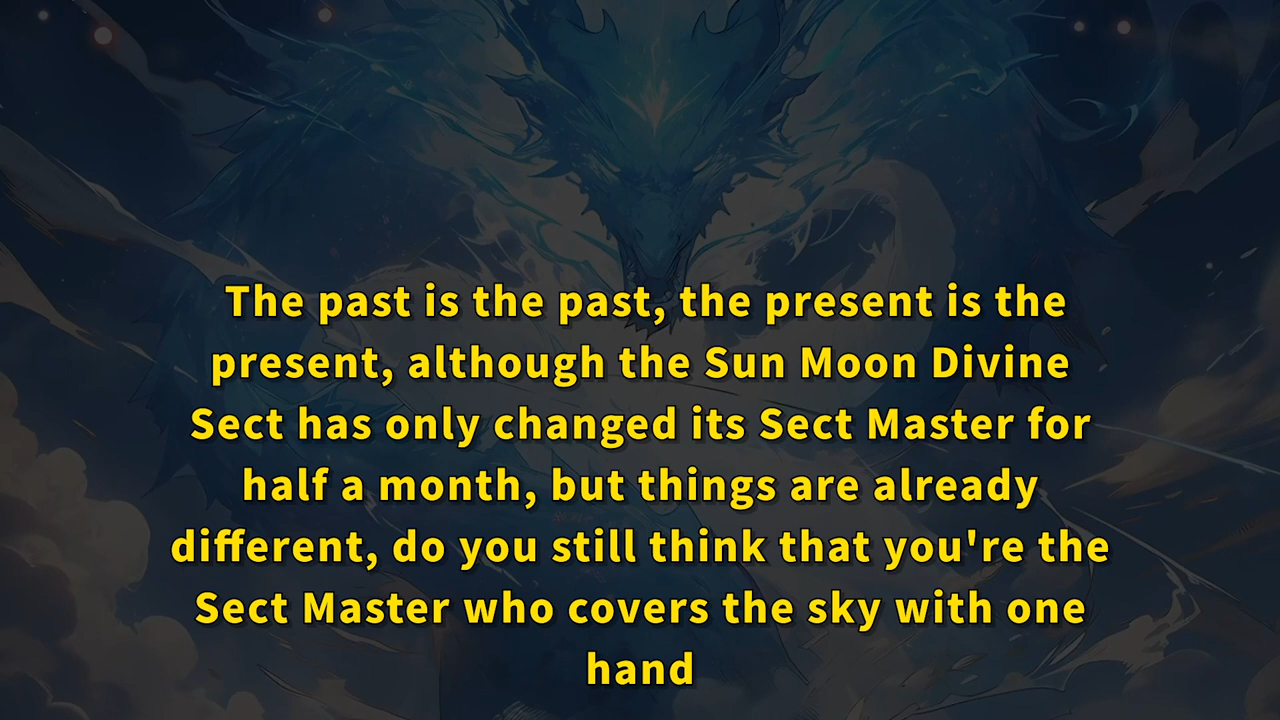 The past is the past, the present is the
present, although the Sun Moon Divine
Sect has only changed its Sect Master for
half a month, but things are already
different, do you still think that you're the
Sect Master who covers the sky with one
hand